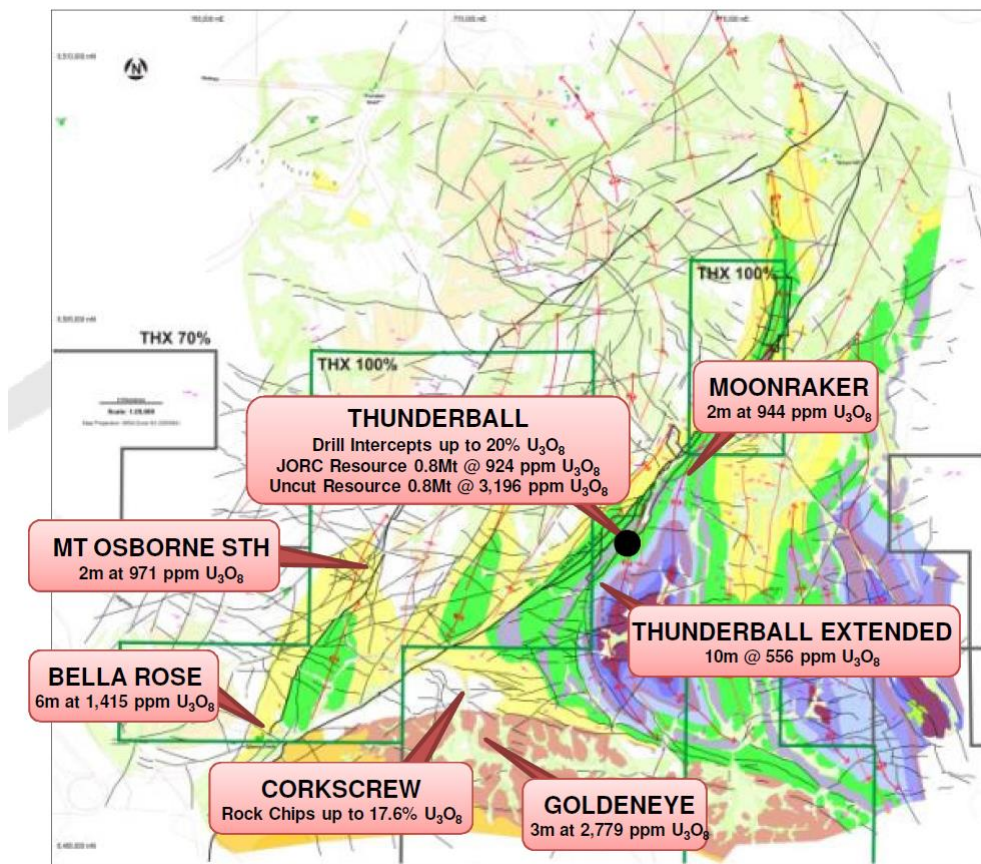 770,000 mE
N
THX 100%
THX 70%
THX 100%
MOONRAKER
2m at 944 ppm U₃O₈
THUNDERBALL
Drill Intercepts up to 20% U₃O₈
JORC Resource 0.8Mt @ 924 ppm U₃O₈
Uncut Resource 0.8Mt @ 3,196 ppm U₃O₈
Scale: 1:25,000
MT OSBORNE STH
2m at 971 ppm U₃O₈
THUNDERBALL EXTENDED
10m @ 556 ppm U₃O₈
BELLA ROSE
6m at 1,415 ppm U₃O₈
CORKSCREW
Rock Chips up to 17.6% U₃O₈
GOLDENEYE
3m at 2,779 ppm U₃O₈